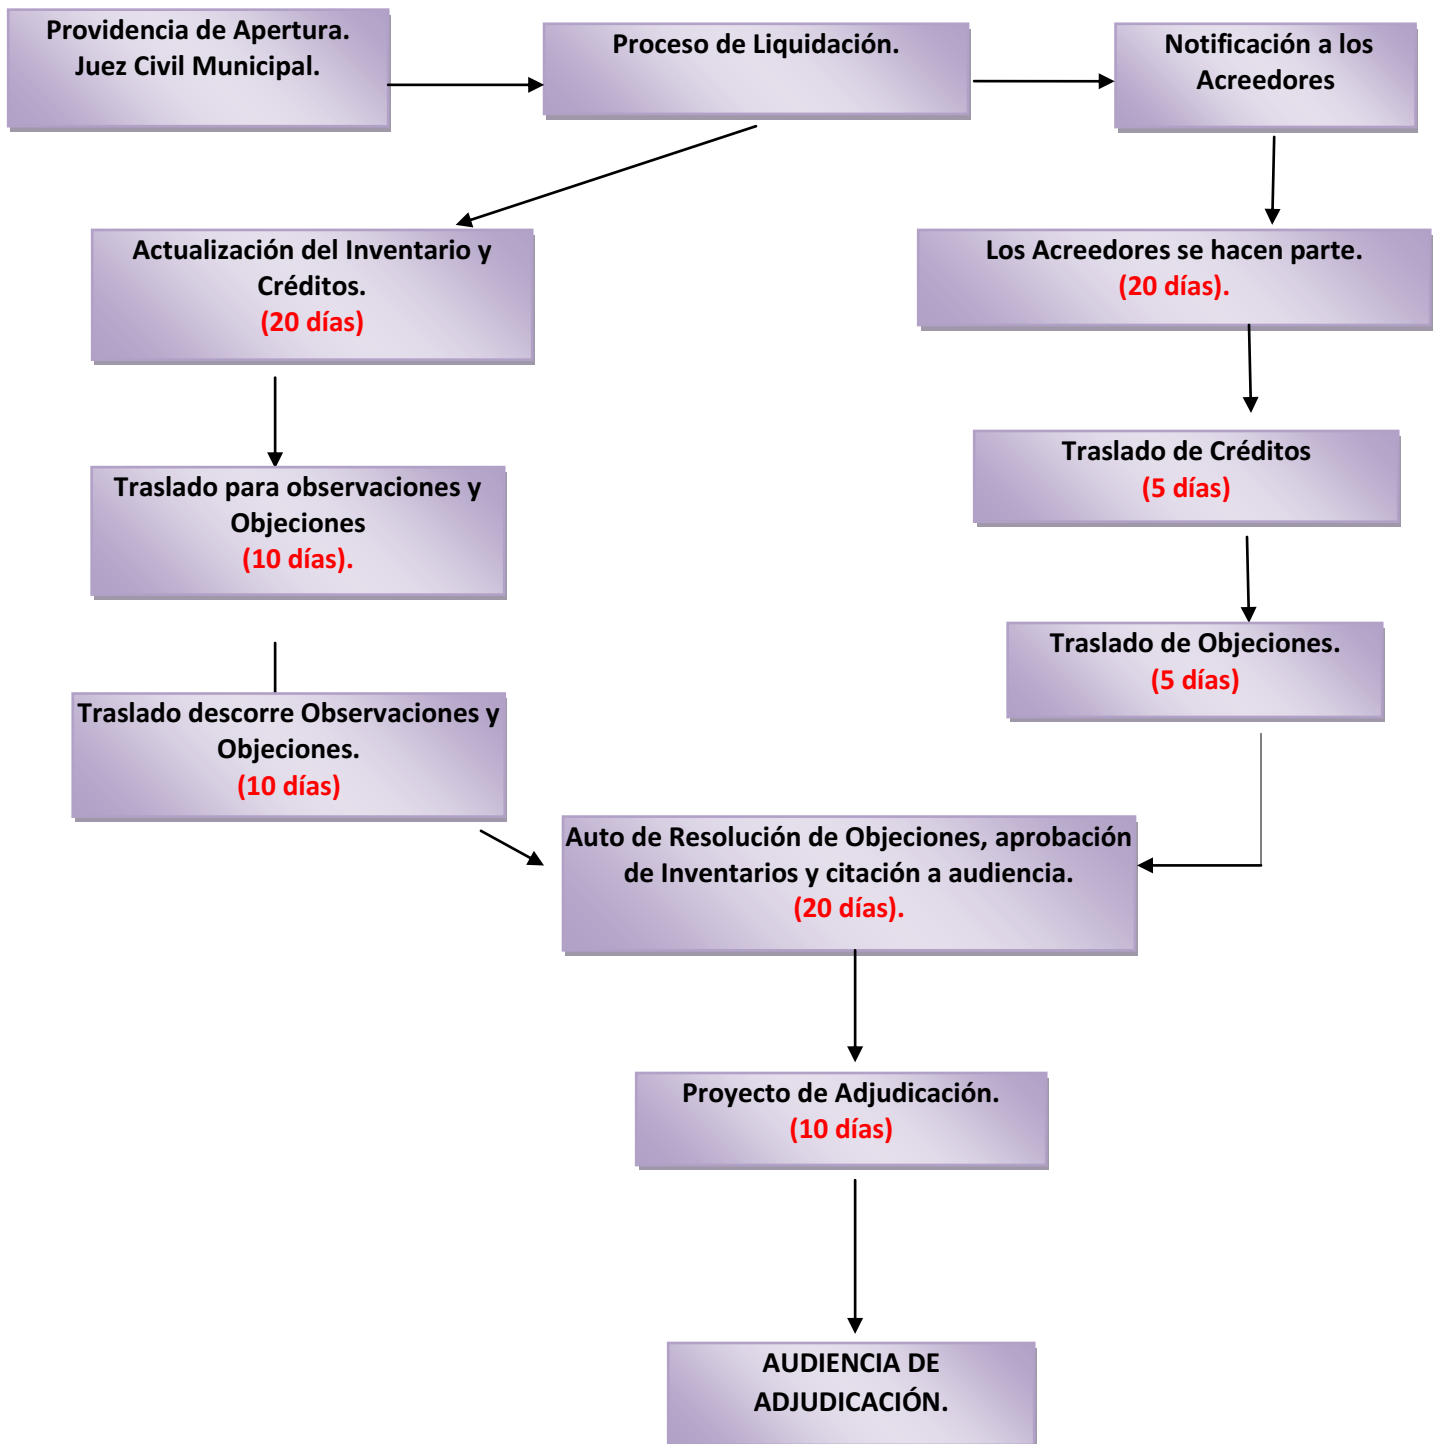 Providencia de Apertura.
Juez Civil Municipal.
Proceso de Liquidación.
Notificación a los
Acreedores
Actualización del Inventario y
Créditos.
(20 días)
Los Acreedores se hacen parte.
(20 días).
Traslado de Créditos
(5 días)
Traslado para observaciones y
Objeciones
(10 días).
Traslado de Objeciones.
(5 días)
Traslado descorre Observaciones y
Objeciones.
(10 días)
Auto de Resolución de Objeciones, aprobación
de Inventarios y citación a audiencia.
(20 días).
Proyecto de Adjudicación.
(10 días)
AUDIENCIA DE
ADJUDICACIÓN.